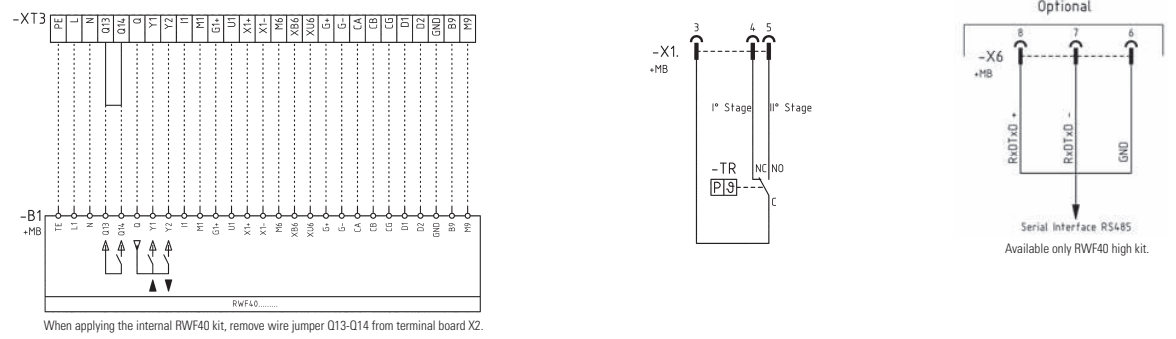 -XT3 PE L N Q13 Q14 Q Y1 Y2 I1 M1 G1+ U1 X1+ X1- M6 XB6 XU6 G+ G- CA CB CG D1 D2 GND B9 M9
-B1
+MB
TE L1 N Q13 Q14 Q Y1 Y2 I1 M1 G1+ U1 X1+ X1- M6 XB6 XU6 G+ G- CA CB CG D1 D2 GND B9 M9
RWF40.........
When applying the internal RWF40 kit, remove wire jumper Q13-Q14 from terminal board X2.
3 4 5
-X1.
+MB
I° Stage II° Stage
-TR NC NO
P ϑ
C
Optional
8 7 6
-X6
+MB
RxDTxD + RxDTxD - GND
Serial Interface RS485
Available only RWF40 high kit.